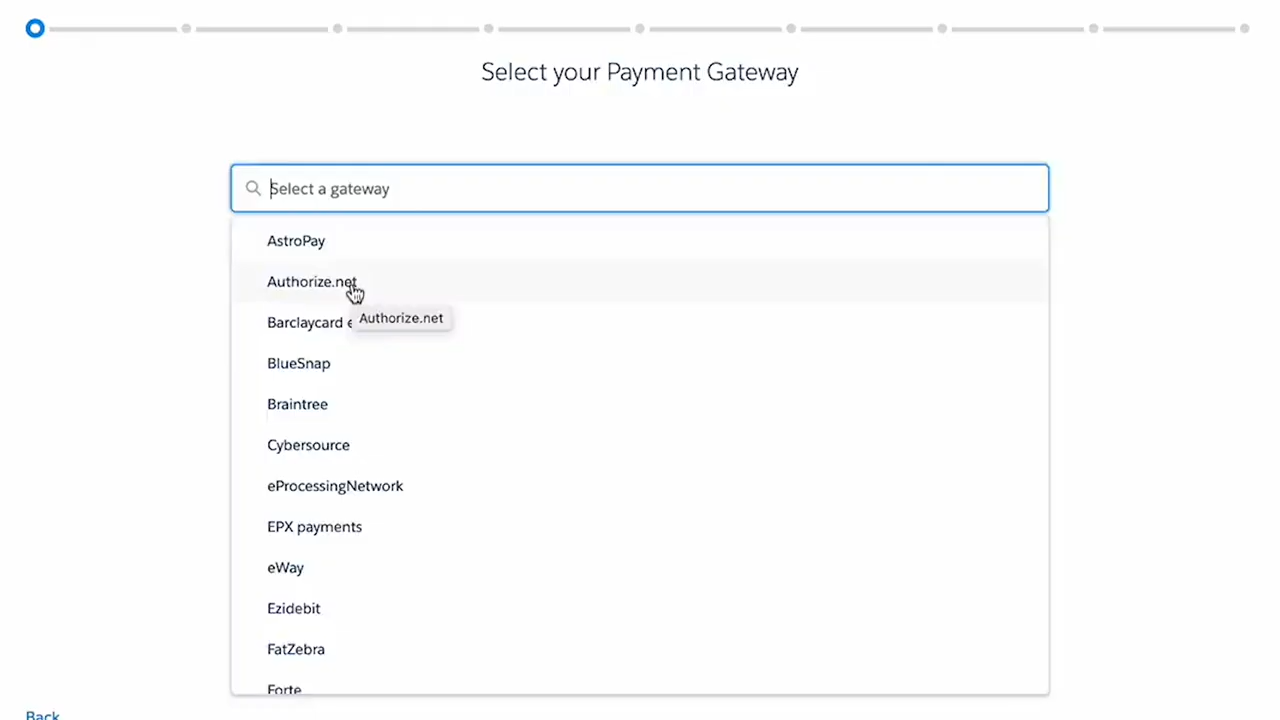 Select your Payment Gateway
Select a gateway
AstroPay
Authorize.net
Authorize.net
Barclaycard
BlueSnap
Braintree
Cybersource
eProcessingNetwork
EPX payments
eWay
Ezidebit
FatZebra
Forte
Back